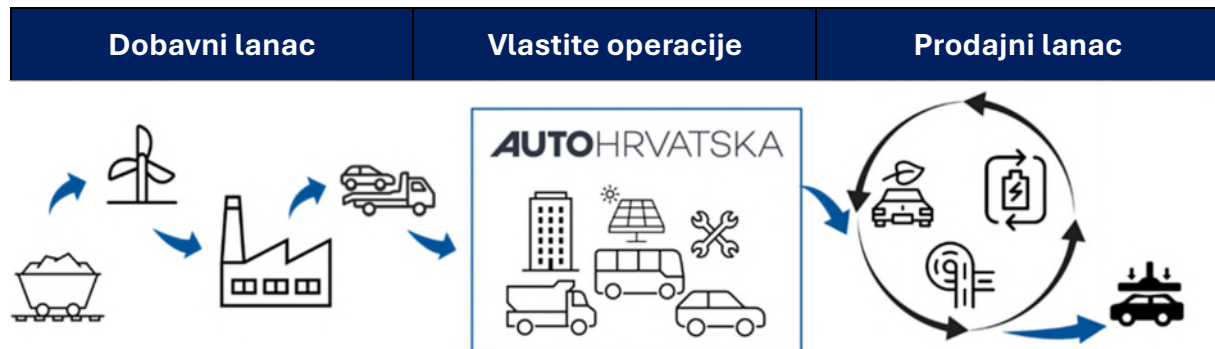 Dobavni lanac
Vlastite operacije
Prodajni lanac
AUTOHRVATSKA